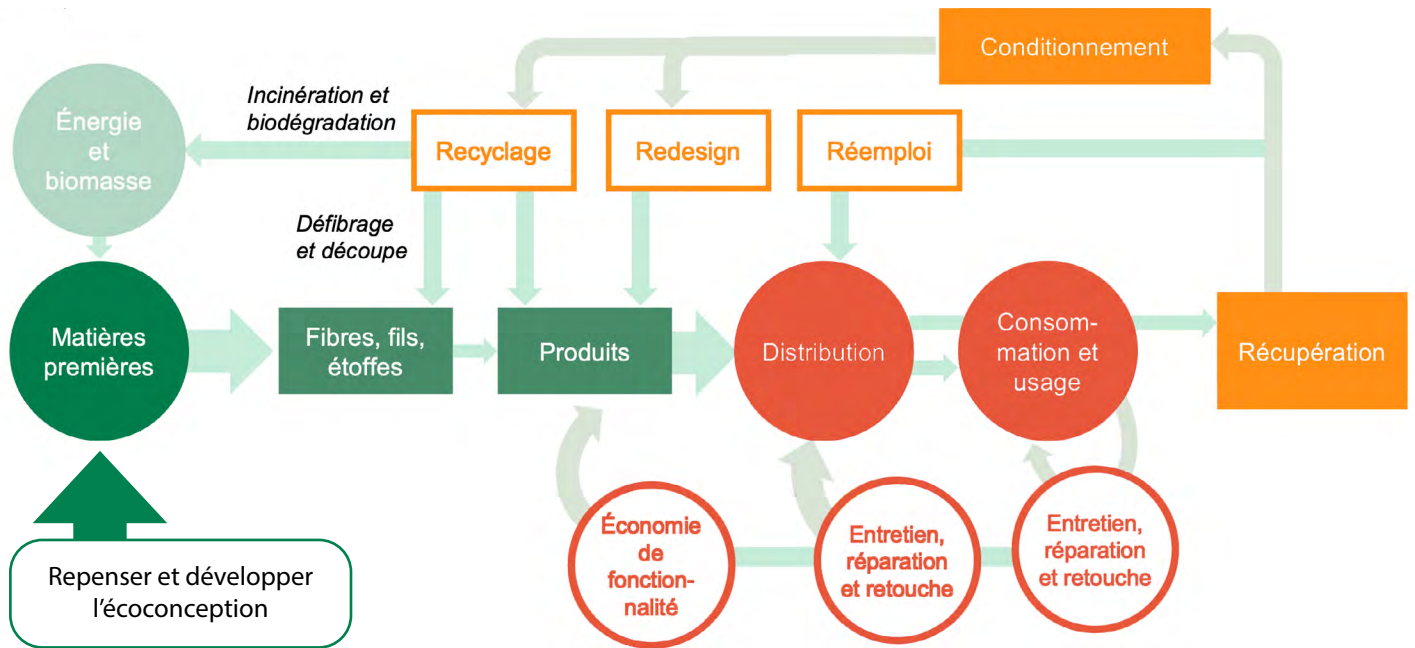 Conditionnement
Incinération et
biodégradation
Énergie
et
biomasse
Recyclage
Redesign
Réemploi
Défibrage
et découpe
Matières
premières
Fibres, fils,
étoffes
Produits
Distribution
Consom-
mation et
usage
Récupération
Économie
de
fonction-
nalité
Entretien,
réparation
et retouche
Entretien,
réparation
et retouche
Repenser et développer
l’écoconception